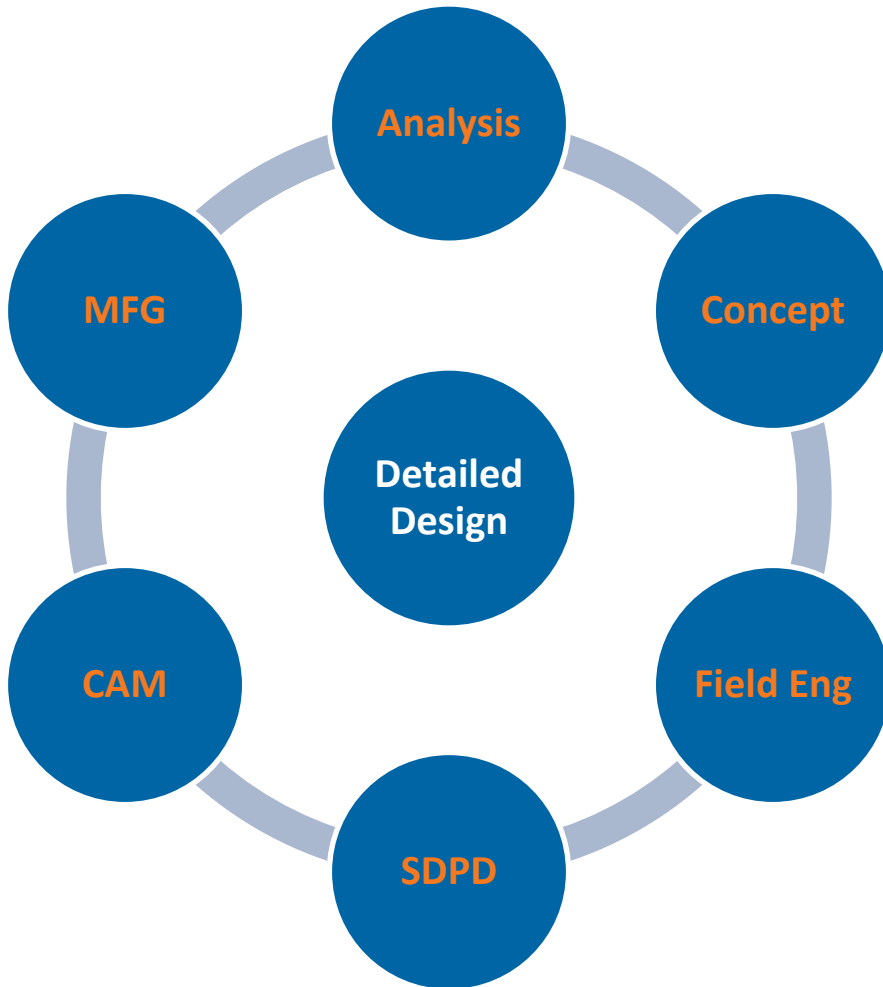 Analysis
Concept
MFG
Detailed
Design
CAM
Field Eng
SDPD